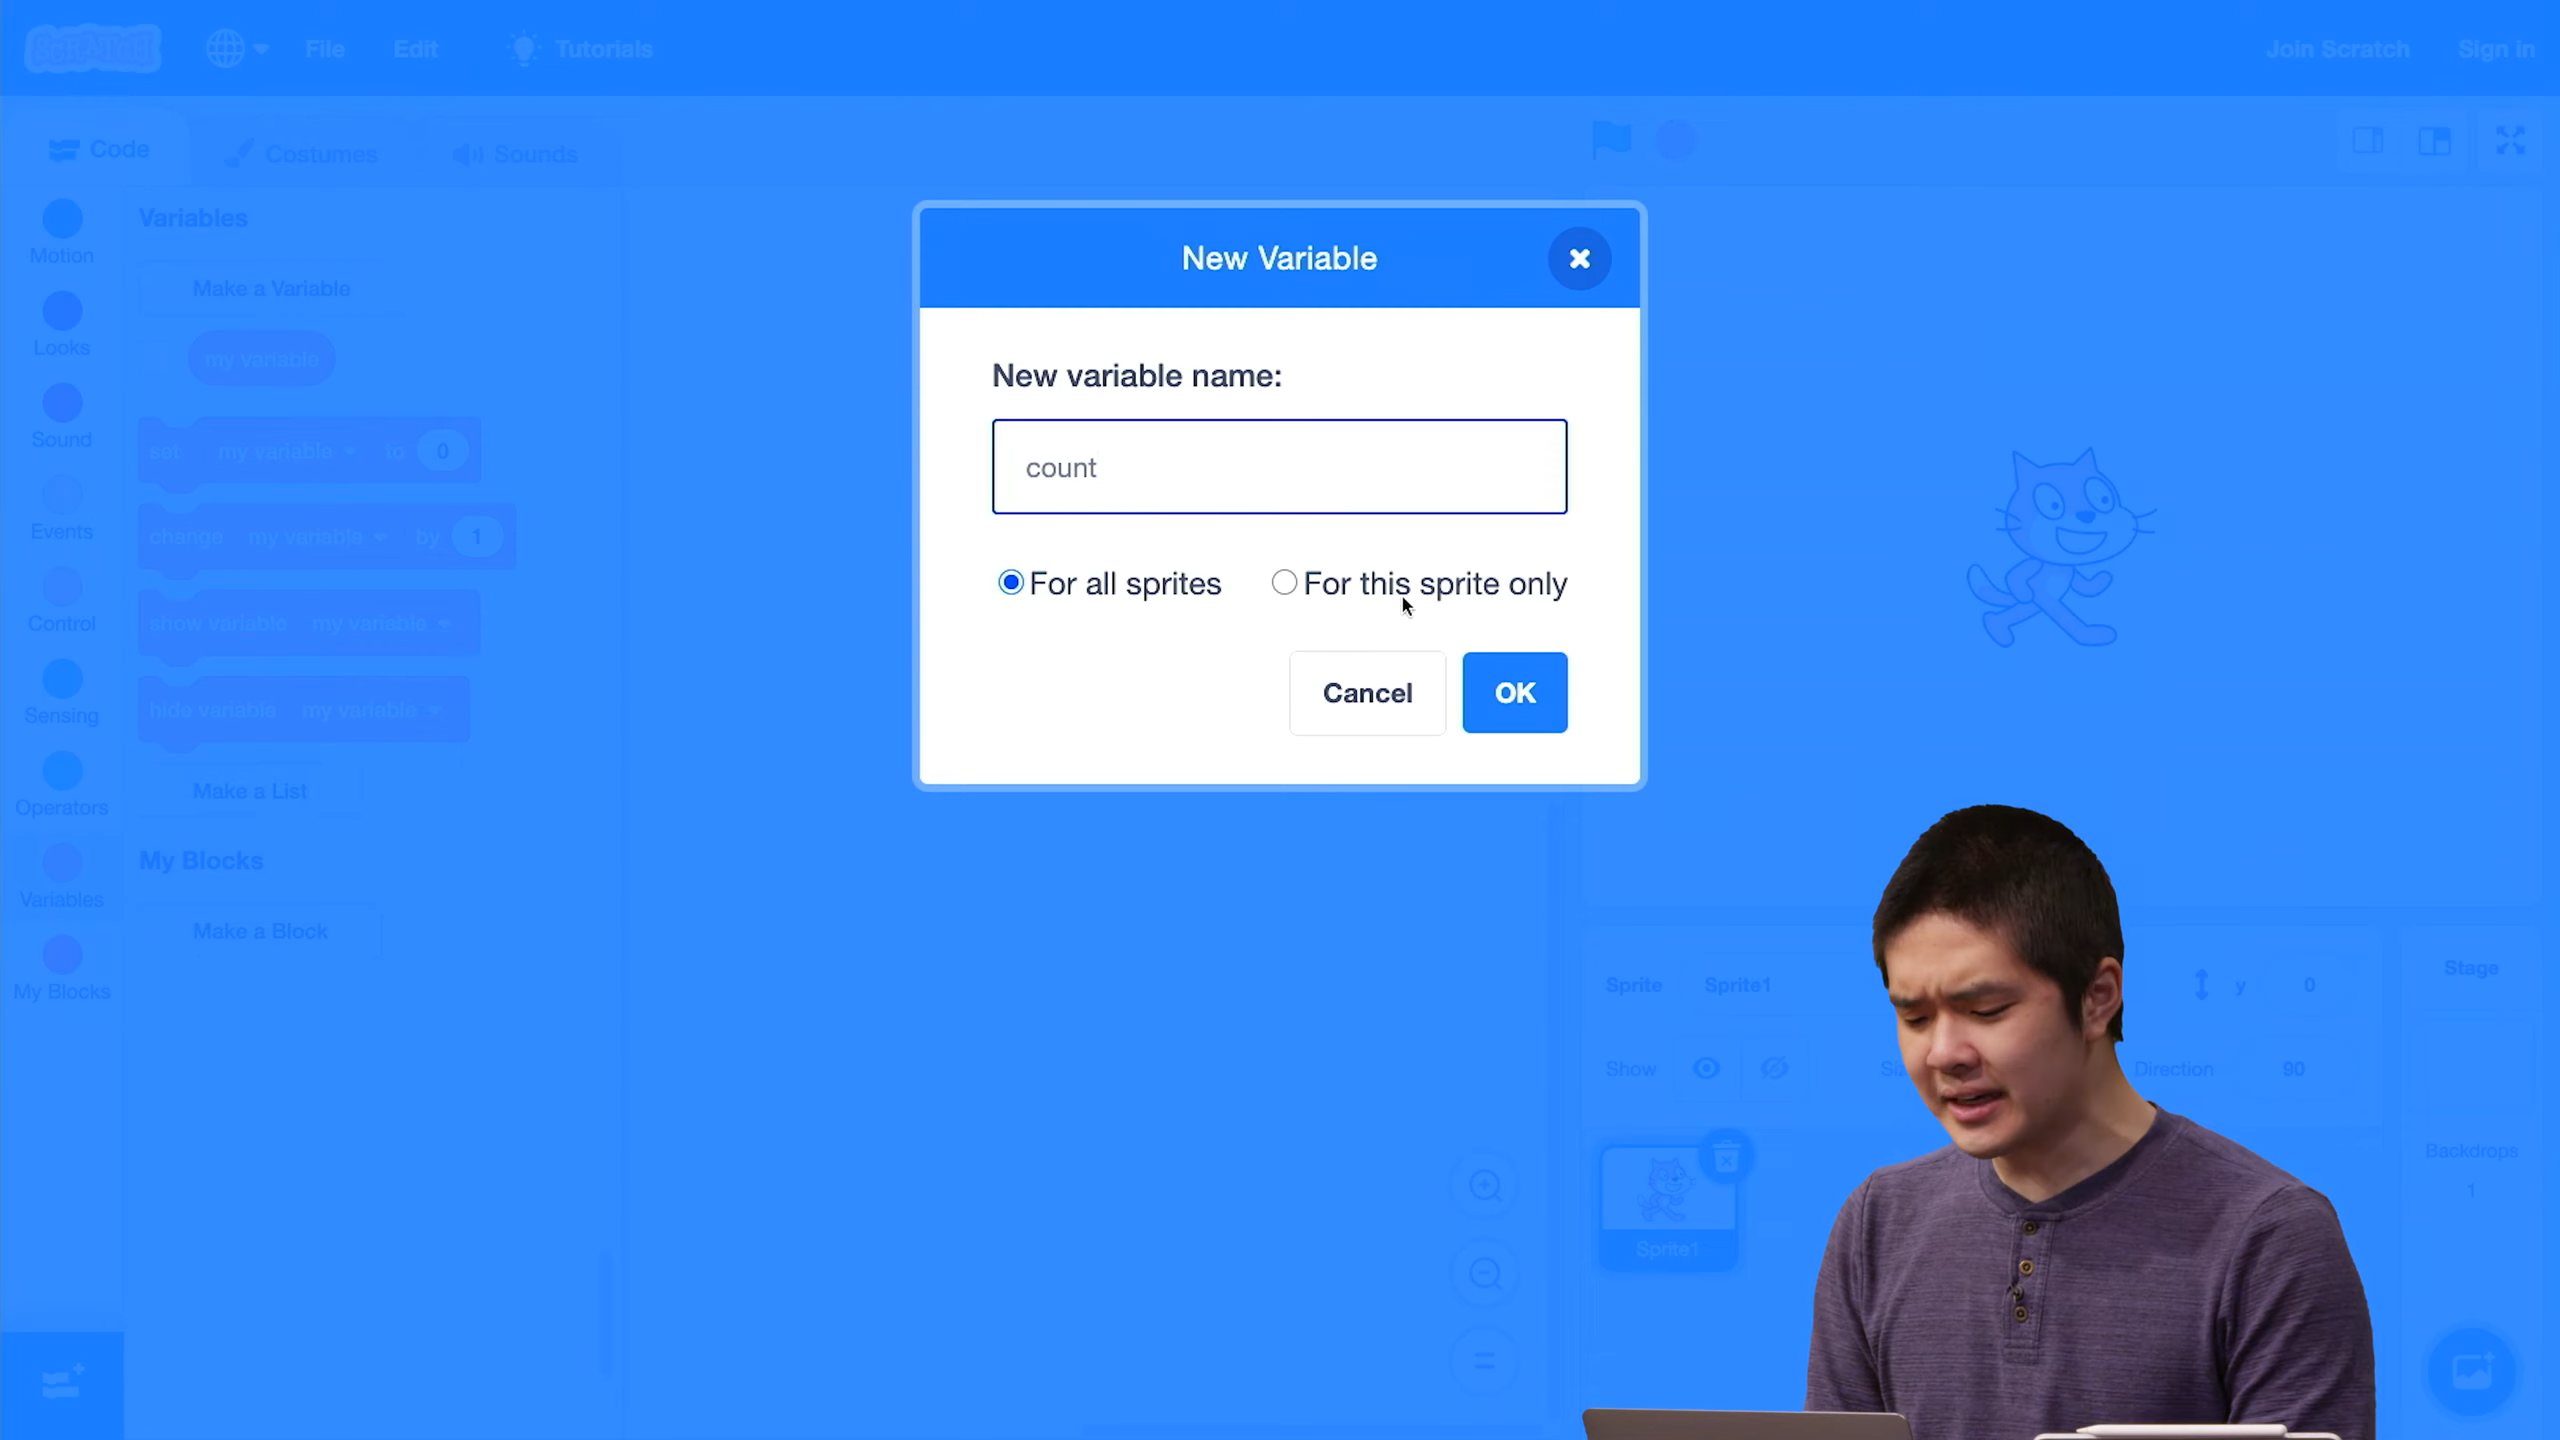 SCRATCH
File
Edit
Tutorials
Join Scratch
Sign in
Code
Costumes
Sounds
Motion
Looks
Sound
Events
Control
Sensing
Operators
Variables
My Blocks
Variables
Make a Variable
my variable
set my variable to 0
change my variable by 1
show variable my variable
hide variable my variable
Make a List
My Blocks
Make a Block
New Variable
New variable name:
count
For all sprites
For this sprite only
Cancel
OK
Sprite
Sprite1
y
0
Show
Direction
90
Sprite1
Stage
Backdrops
1